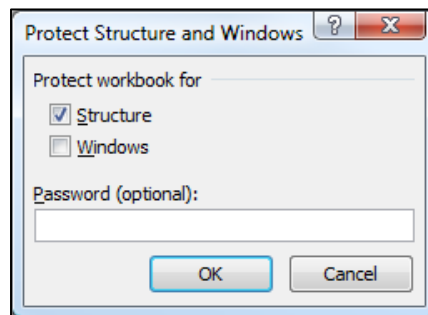 Protect Structure and Windows
Protect workbook for
Structure
Windows
Password (optional):
OK Cancel